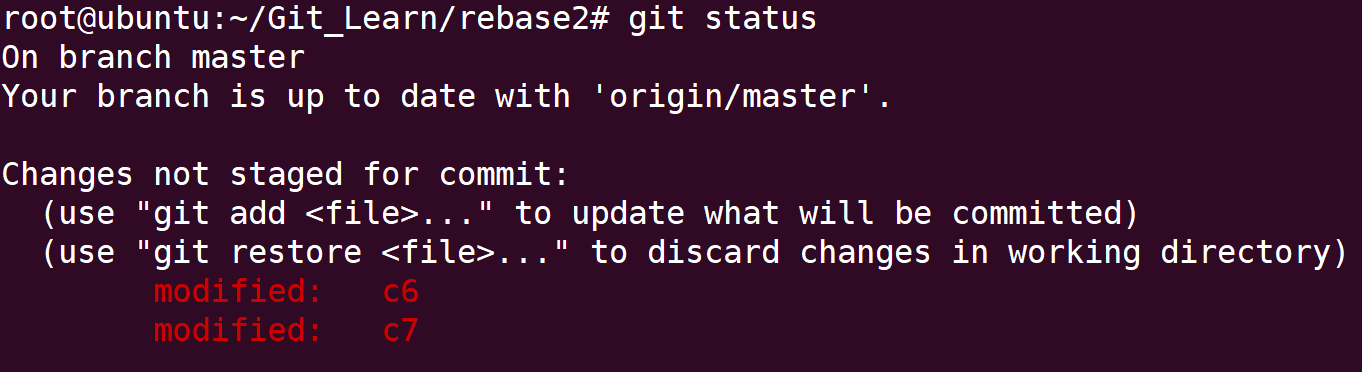 root@ubuntu:~/Git_Learn/rebase2# git status
On branch master
Your branch is up to date with 'origin/master'.

Changes not staged for commit:
  (use "git add <file>..." to update what will be committed)
  (use "git restore <file>..." to discard changes in working directory)
        modified:   c6
        modified:   c7